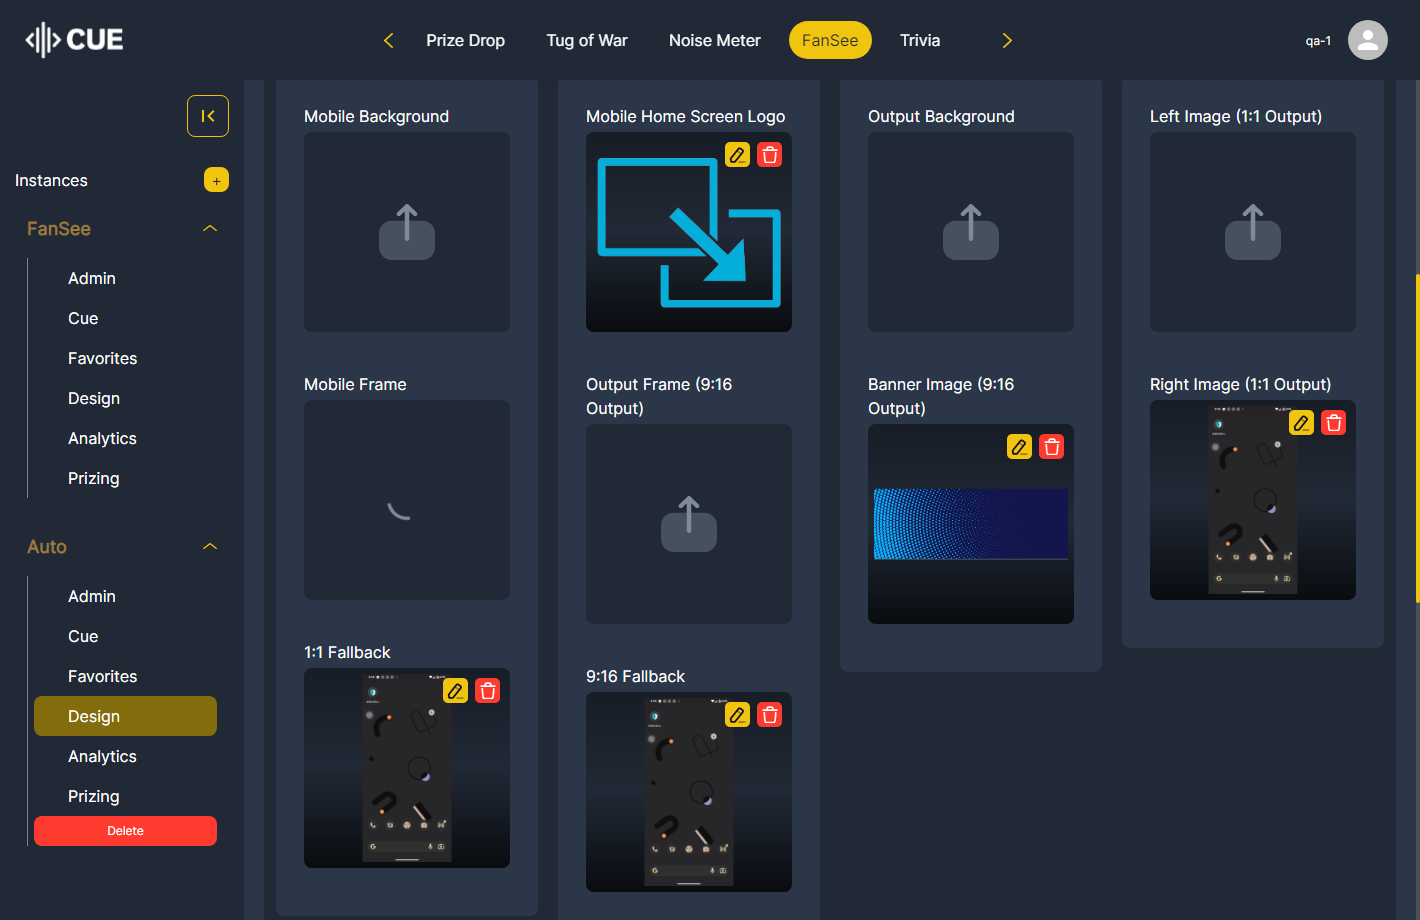 CUE
Prize Drop
Tug of War
Noise Meter
FanSee
Trivia
qa-1
Instances
+
FanSee
Admin
Cue
Favorites
Design
Analytics
Prizing
Auto
Admin
Cue
Favorites
Design
Analytics
Prizing
Delete
Mobile Background
Mobile Home Screen Logo
Output Background
Left Image (1:1 Output)
Mobile Frame
Output Frame (9:16
Output)
Banner Image (9:16
Output)
Right Image (1:1 Output)
1:1 Fallback
9:16 Fallback